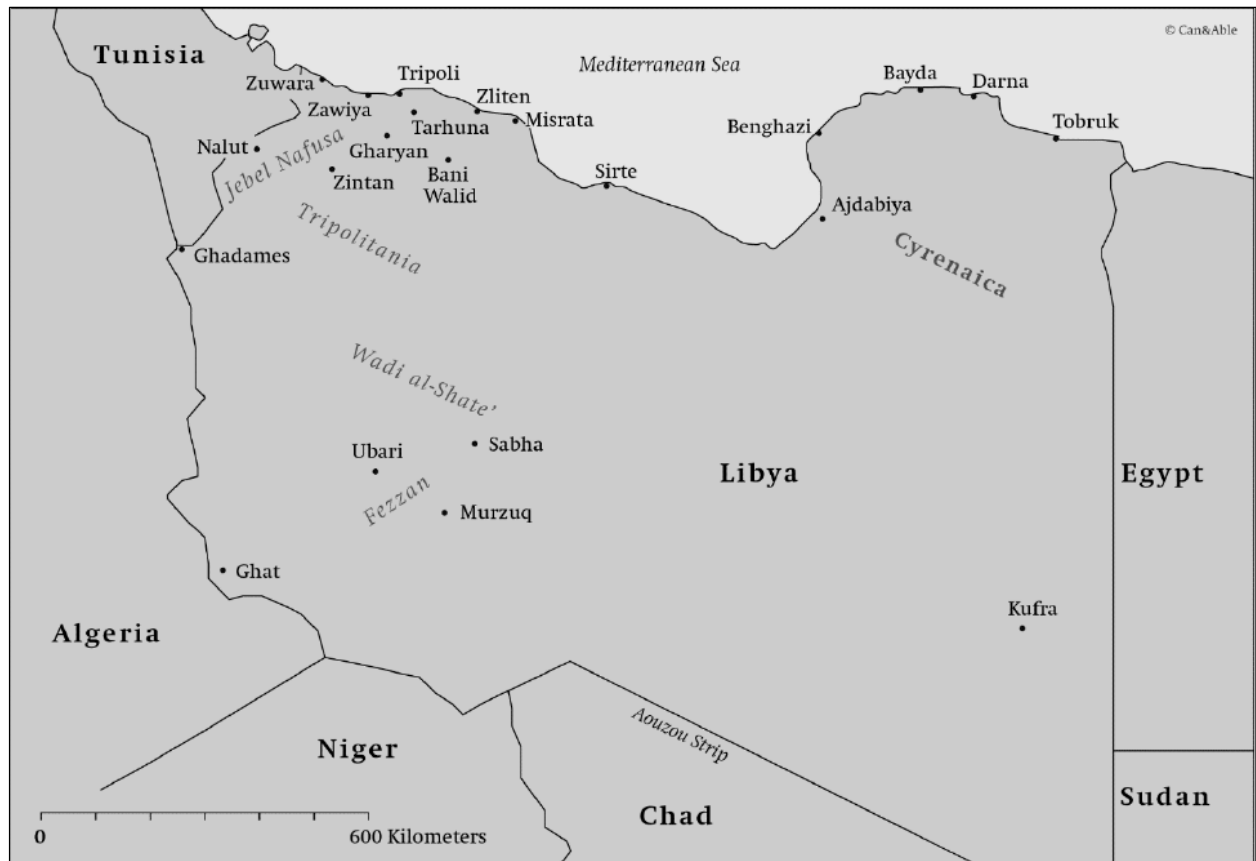 © Can&Able
Tunisia
Mediterranean Sea
Zuwara
Tripoli
Bayda
Darna
Zawiya
Zliten
Tarhuna
Misrata
Benghazi
Tobruk
Nalut
Jebel Nafusa
Gharyan
Zintan
Bani
Walid
Sirte
Ajdabiya
Tripolitania
Ghadames
Cyrenaica
Wadi al-Shate’
Ubari
Sabha
Libya
Egypt
Fezzan
Murzuq
Ghat
Kufra
Algeria
Aouzou Strip
Niger
Chad
Sudan
0
600 Kilometers